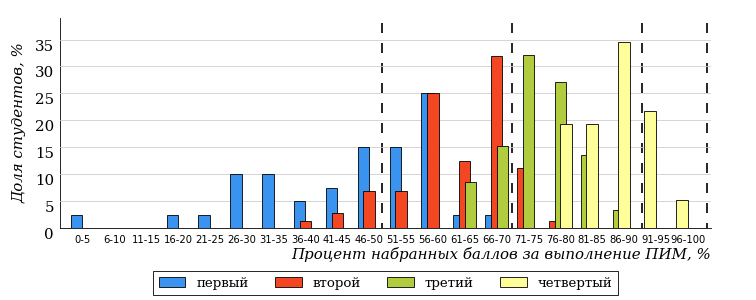 Доля студентов, %
35
30
25
20
15
10
5
0
0-5 6-10 11-15 16-20 21-25 26-30 31-35 36-40 41-45 46-50 51-55 56-60 61-65 66-70 71-75 76-80 81-85 86-90 91-95 96-100
Процент набранных баллов за выполнение ПИМ, %
первый второй третий четвертый